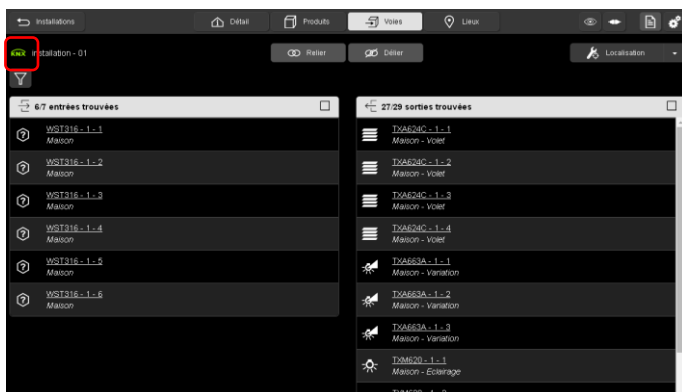 Installations
Détail
Produits
Voies
Lieux
KNX installation - 01
Relier
Délier
Localisation
6/7 entrées trouvées
WST316 - 1 - 1
Maison
WST316 - 1 - 2
Maison
WST316 - 1 - 3
Maison
WST316 - 1 - 4
Maison
WST316 - 1 - 5
Maison
WST316 - 1 - 6
Maison
27/29 sorties trouvées
TXA624C - 1 - 1
Maison - Volet
TXA624C - 1 - 2
Maison - Volet
TXA624C - 1 - 3
Maison - Volet
TXA624C - 1 - 4
Maison - Volet
TXA663A - 1 - 1
Maison - Variation
TXA663A - 1 - 2
Maison - Variation
TXA663A - 1 - 3
Maison - Variation
TXM620 - 1 - 1
Maison - Eclairage